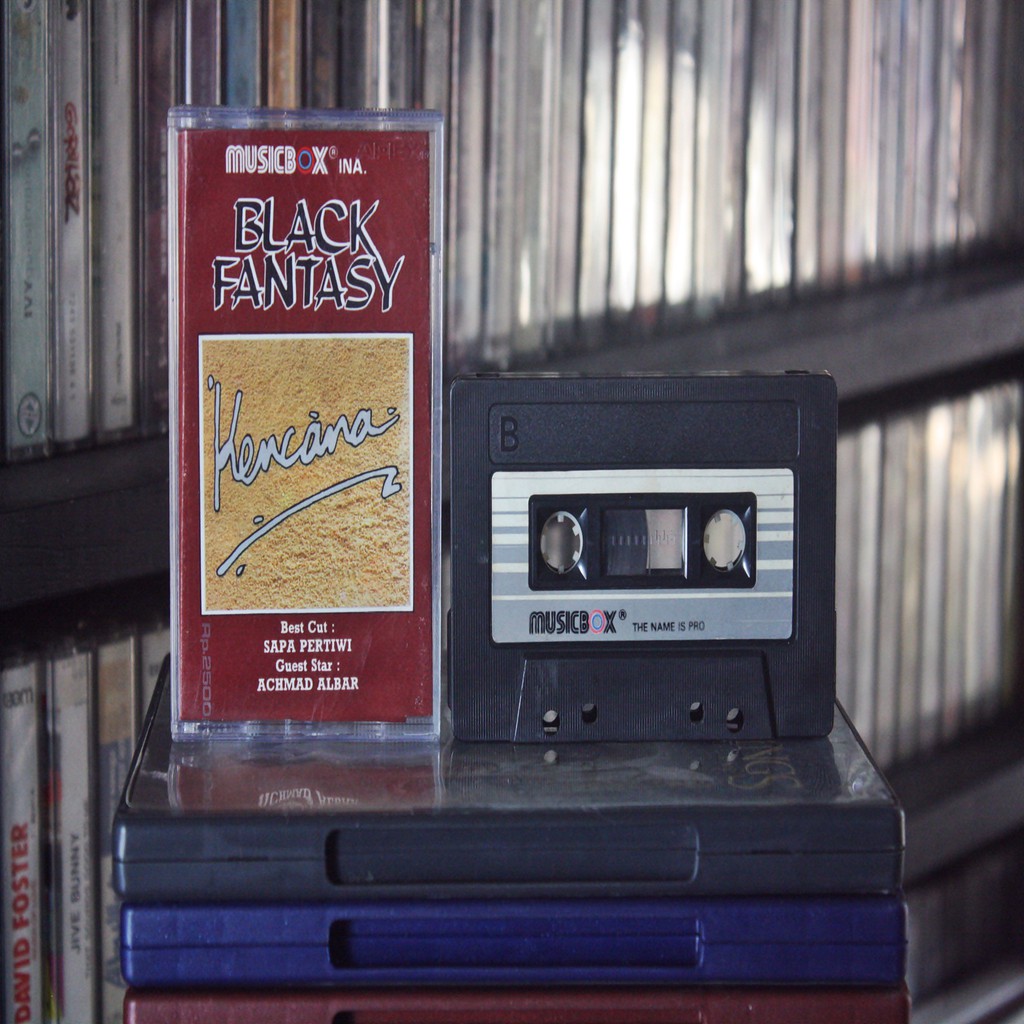 MUSICBOX® INA.
BLACK
FANTASY
Kencàna
Best Cut :
SAPA PERTIWI
Guest Star :
ACHMAD ALBAR
Rp.2500
B
MUSICBOX® THE NAME IS PRO
DAVID FOSTER
JIVE BUNNY